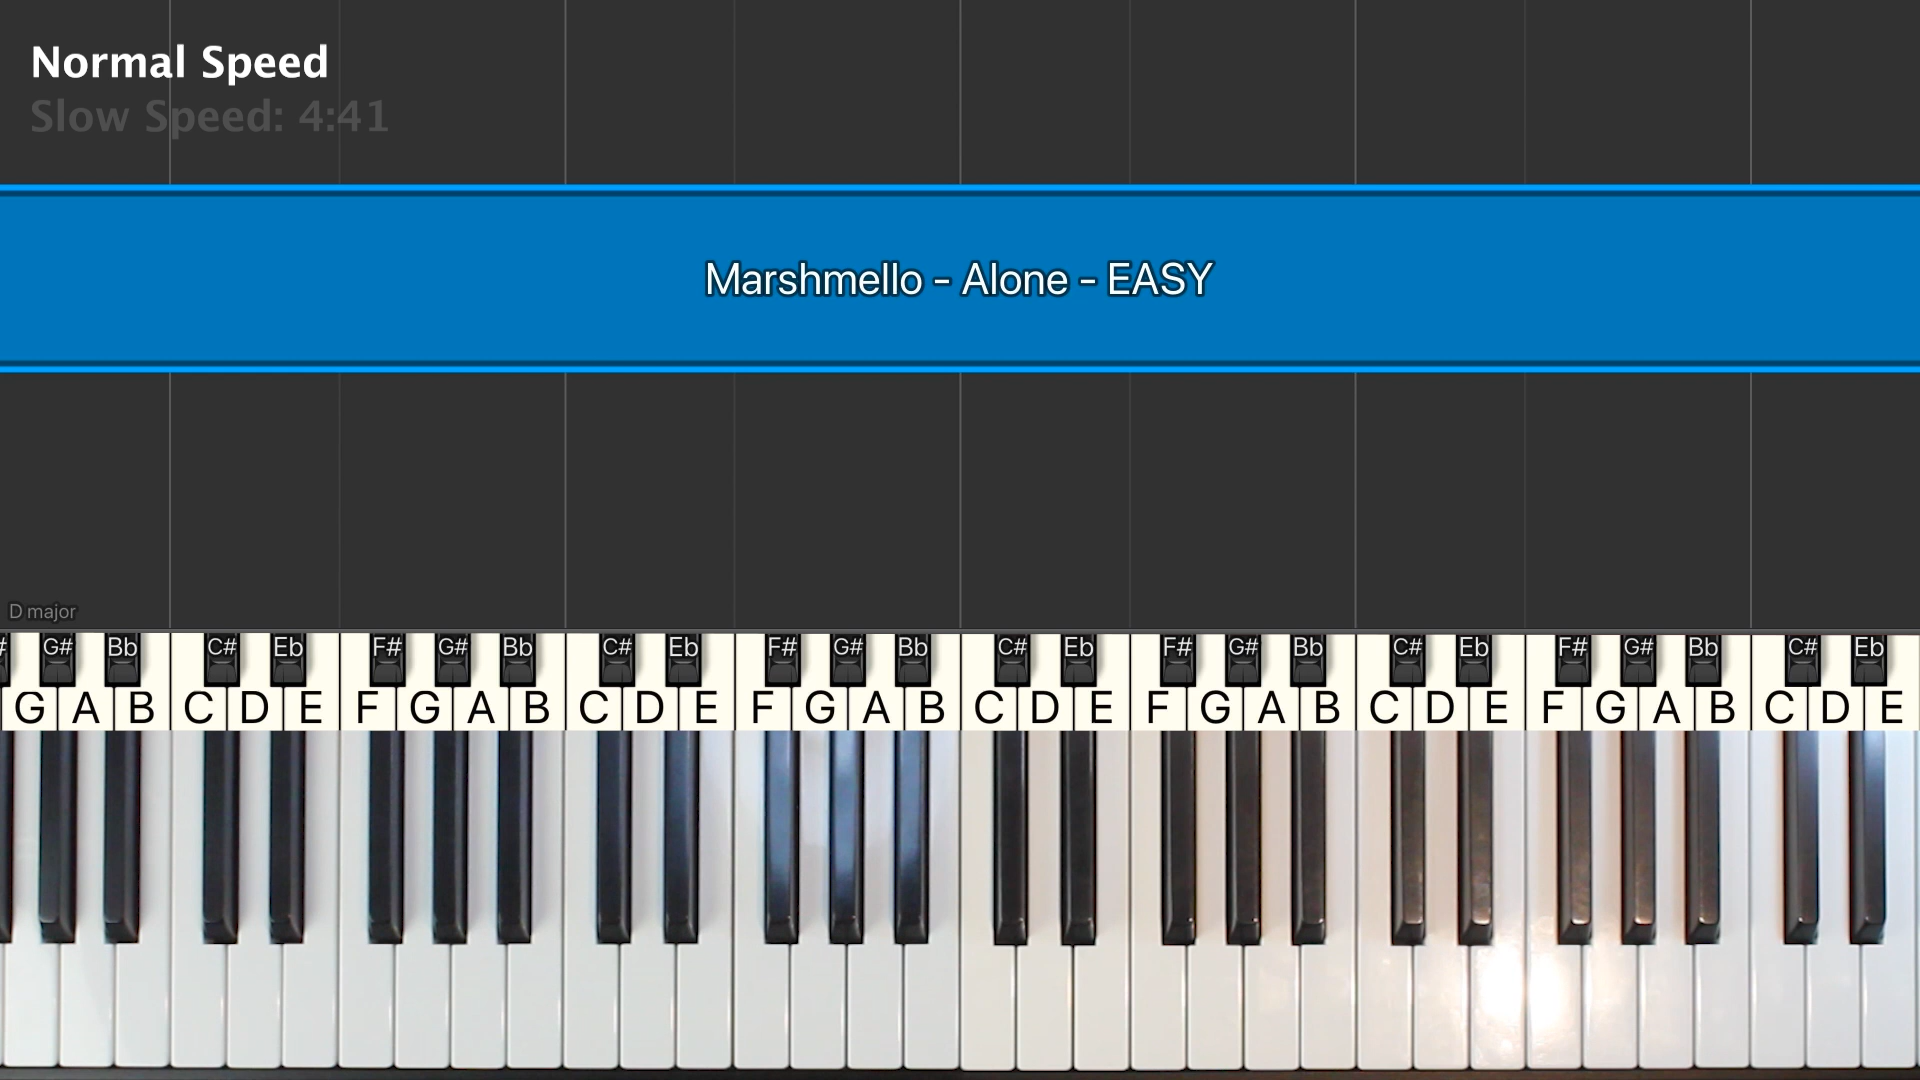 Normal Speed
Slow Speed: 4:41
Marshmello - Alone - EASY
D major
# G# Bb C# Eb F# G# Bb C# Eb F# G# Bb C# Eb F# G# Bb C# Eb F# G# Bb C# Eb
G A B C D E F G A B C D E F G A B C D E F G A B C D E F G A B C D E